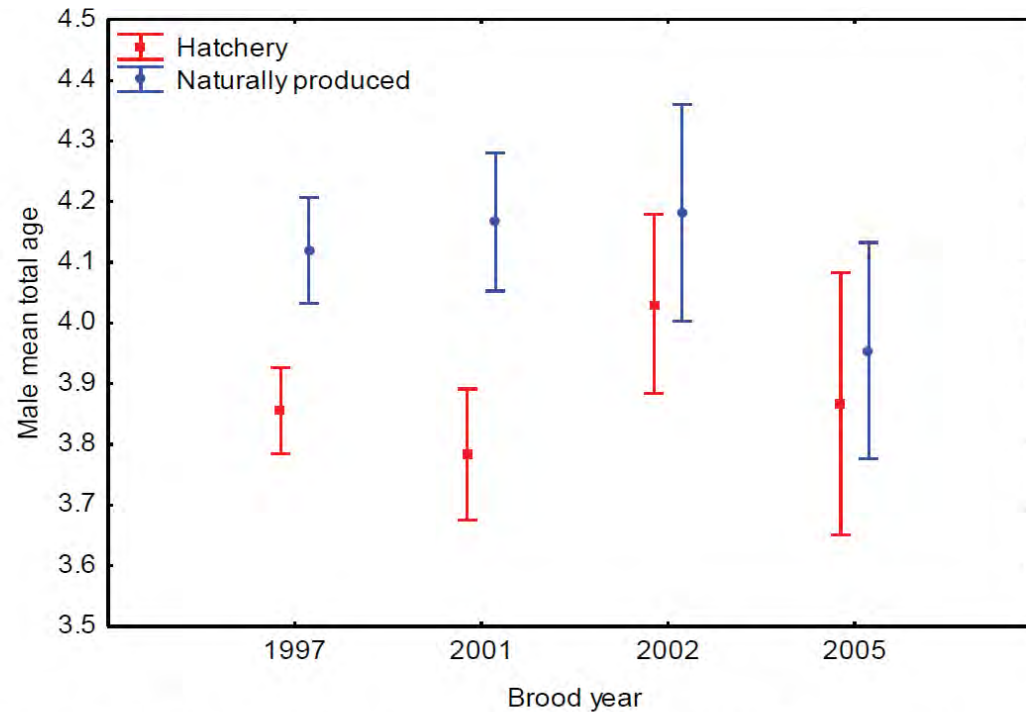 Hatchery
Naturally produced
Male mean total age
4.5
4.4
4.3
4.2
4.1
4.0
3.9
3.8
3.7
3.6
3.5
1997 2001 2002 2005
Brood year